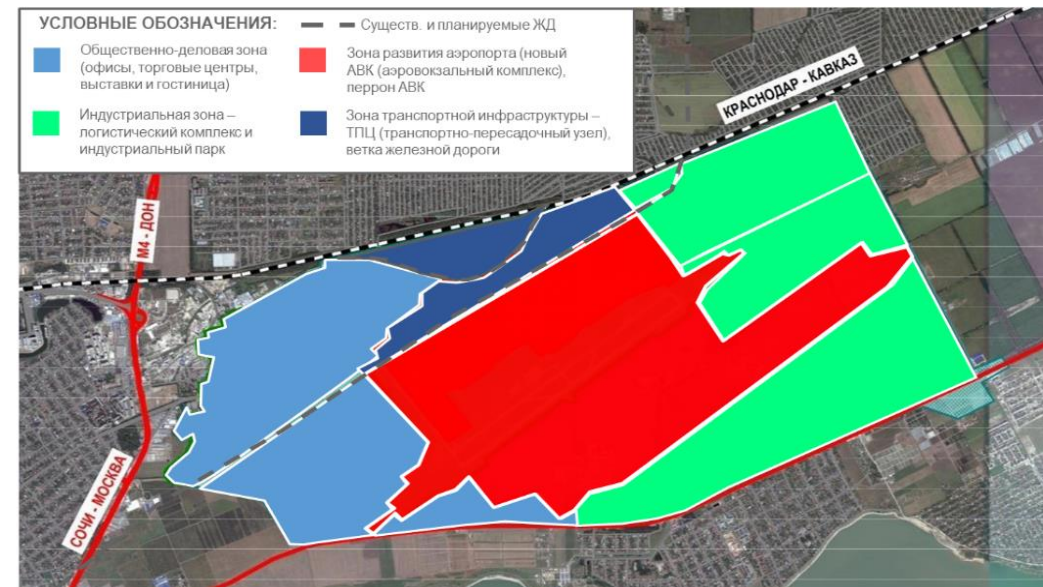 УСЛОВНЫЕ ОБОЗНАЧЕНИЯ:
Общественно-деловая зона
(офисы, торговые центры,
выставки и гостиница)
Индустриальная зона –
логистический комплекс и
индустриальный парк
Существ. и планируемые ЖД
Зона развития аэропорта (новый
АВК (аэровокзальный комплекс),
перрон АВК
Зона транспортной инфраструктуры –
ТПЦ (транспортно-пересадочный узел),
ветка железной дороги
КРАСНОДАР - КАВКАЗ
М4 - ДОН
СОЧИ - МОСКВА